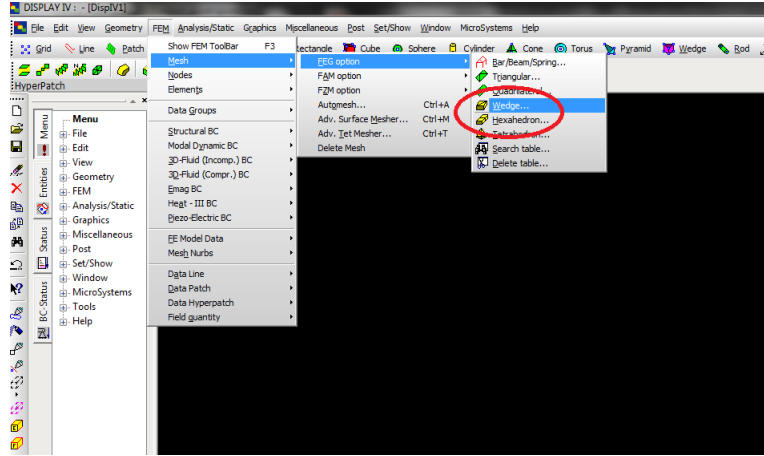 DISPLAY IV : - [DispIV1]
File Edit View Geometry FEM Analysis/Static Graphics Miscellaneous Post Set/Show Window MicroSystems Help
Grid Line Patch Rectangle Cube Sphere Cylinder Cone Torus Pyramid Wedge Rod
HyperPatch
Show FEM ToolBar F3
Mesh
Nodes
Elements
Data Groups
Structural BC
Modal Dynamic BC
3D-Fluid (Incomp.) BC
3D-Fluid (Compr.) BC
Emag BC
Heat - III BC
Piezo-Electric BC
FE Model Data
Mesh Nurbs
Data Line
Data Patch
Data Hyperpatch
Field quantity
FEG option
FAM option
FZM option
Automesh... Ctrl+A
Adv. Surface Mesher... Ctrl+M
Adv. Tet Mesher... Ctrl+T
Delete Mesh
Bar/Beam/Spring...
Triangular...
Quadrilateral...
Wedge...
Hexahedron...
Tetrahedron...
Search table...
Delete table...
Menu
Entities
Status
BC-Status
Menu
File
Edit
View
Geometry
FEM
Analysis/Static
Graphics
Miscellaneous
Post
Set/Show
Window
MicroSystems
Tools
Help